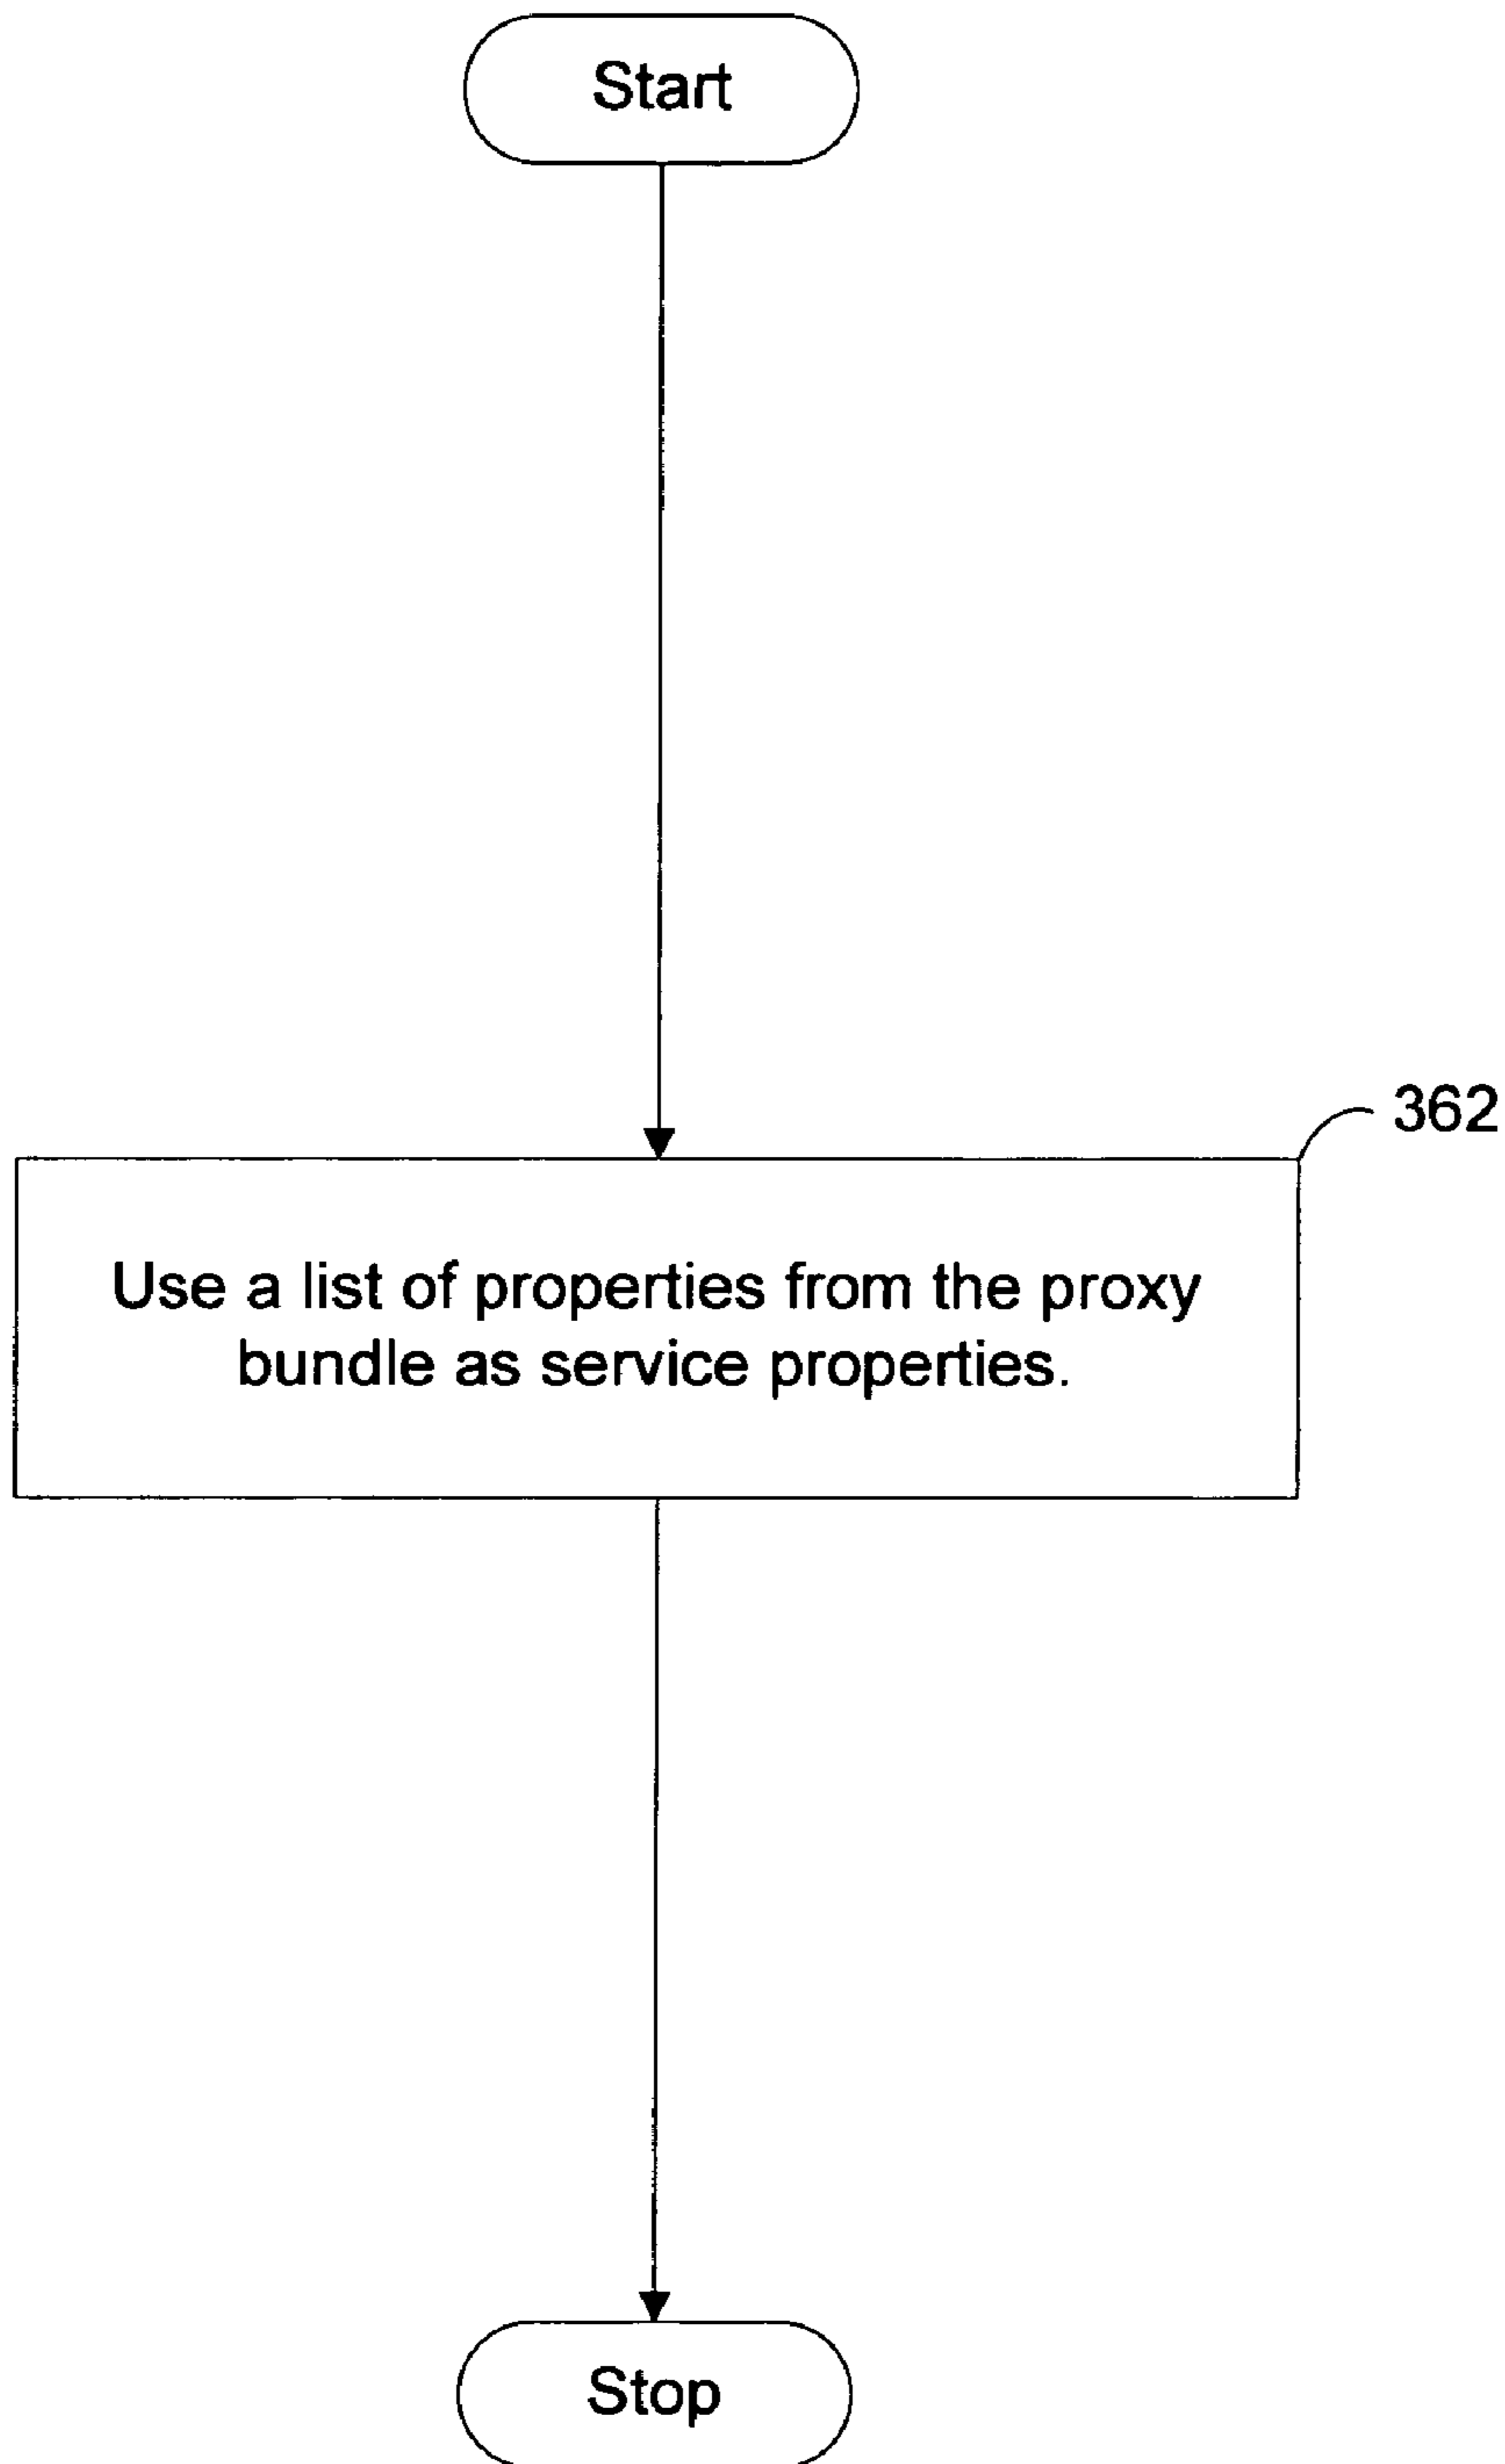 Start
362
Use a list of properties from the proxy
bundle as service properties.
Stop